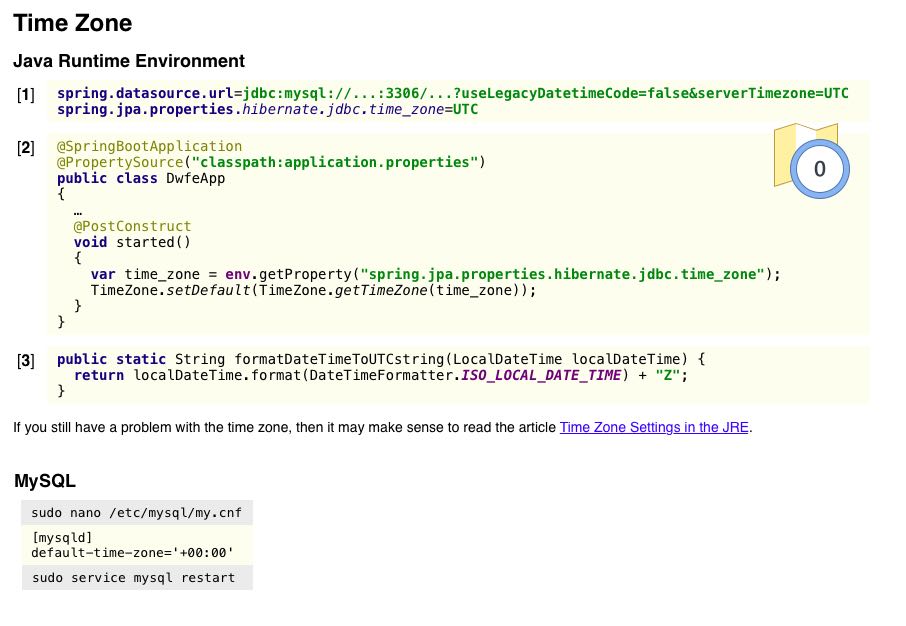 Time Zone
Java Runtime Environment
[1]
spring.datasource.url=jdbc:mysql://...:3306/...?useLegacyDatetimeCode=false&serverTimezone=UTC
spring.jpa.properties.hibernate.jdbc.time_zone=UTC
[2]
@SpringBootApplication
@PropertySource("classpath:application.properties")
public class DwfeApp
{
…
@PostConstruct
void started()
{
var time_zone = env.getProperty("spring.jpa.properties.hibernate.jdbc.time_zone");
TimeZone.setDefault(TimeZone.getTimeZone(time_zone));
}
}
0
[3]
public static String formatDateTimeToUTCstring(LocalDateTime localDateTime) {
return localDateTime.format(DateTimeFormatter.ISO_LOCAL_DATE_TIME) + "Z";
}
If you still have a problem with the time zone, then it may make sense to read the article Time Zone Settings in the JRE.
MySQL
sudo nano /etc/mysql/my.cnf
[mysqld]
default-time-zone='+00:00'
sudo service mysql restart